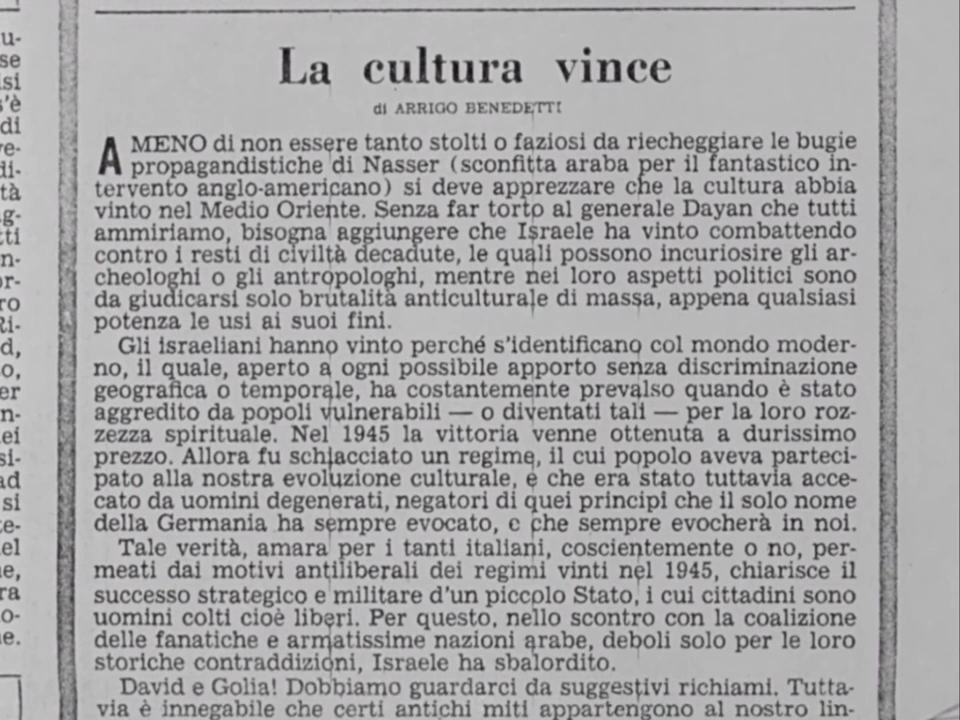 La cultura vince
di ARRIGO BENEDETTI
A MENO di non essere tanto stolti o faziosi da riecheggiare le bugie
propagandistiche di Nasser (sconfitta araba per il fantastico in-
tervento anglo-americano) si deve apprezzare che la cultura abbia
vinto nel Medio Oriente. Senza far torto al generale Dayan che tutti
ammiriamo, bisogna aggiungere che Israele ha vinto combattendo
contro i resti di civiltà decadute, le quali possono incuriosire gli ar-
cheologhi o gli antropologhi, mentre nei loro aspetti politici sono
da giudicarsi solo brutalità anticulturale di massa, appena qualsiasi
potenza le usi ai suoi fini.
Gli israeliani hanno vinto perché s'identificano col mondo moder-
no, il quale, aperto a ogni possibile apporto senza discriminazione
geografica o temporale, ha costantemente prevalso quando è stato
aggredito da popoli vulnerabili — o diventati tali — per la loro roz-
zezza spirituale. Nel 1945 la vittoria venne ottenuta a durissimo
prezzo. Allora fu schiacciato un regime, il cui popolo aveva parteci-
pato alla nostra evoluzione culturale, e che era stato tuttavia acce-
cato da uomini degenerati, negatori di quei principi che il solo nome
della Germania ha sempre evocato, e che sempre evocherà in noi.
Tale verità, amara per i tanti italiani, coscientemente o no, per-
meati dai motivi antiliberali dei regimi vinti nel 1945, chiarisce il
successo strategico e militare d'un piccolo Stato, i cui cittadini sono
uomini colti cioè liberi. Per questo, nello scontro con la coalizione
delle fanatiche e armatissime nazioni arabe, deboli solo per le loro
storiche contraddizioni, Israele ha sbalordito.
David e Golia! Dobbiamo guardarci da suggestivi richiami. Tutta-
via è innegabile che certi antichi miti appartengono al nostro lin-